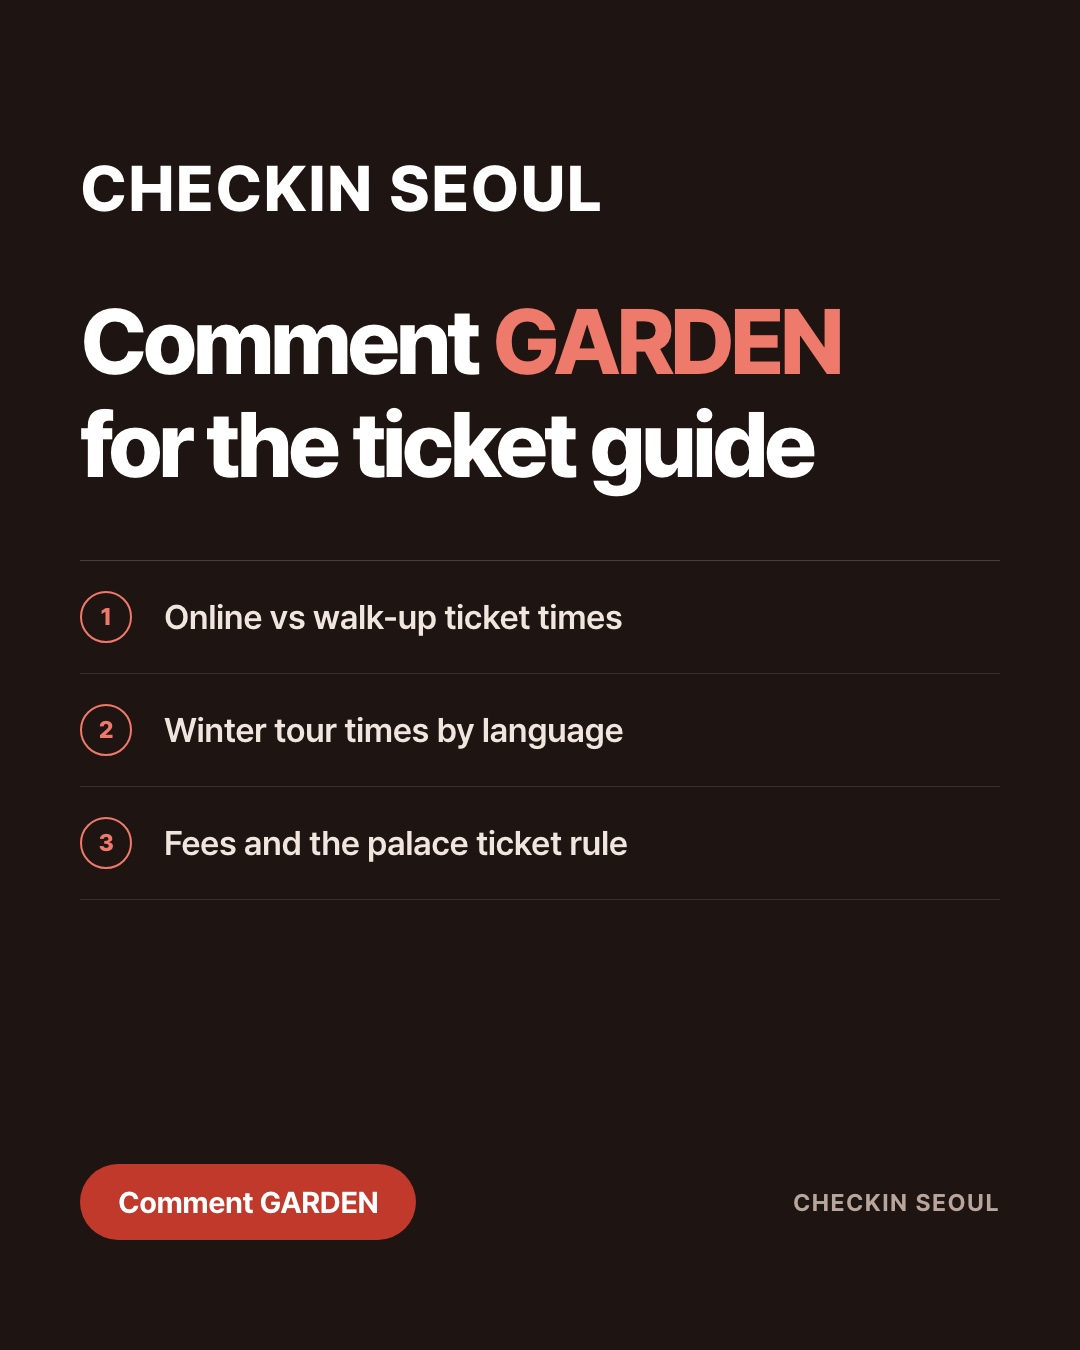 CHECKIN SEOUL
Comment GARDEN
for the ticket guide
1 Online vs walk-up ticket times
2 Winter tour times by language
3 Fees and the palace ticket rule
Comment GARDEN
CHECKIN SEOUL